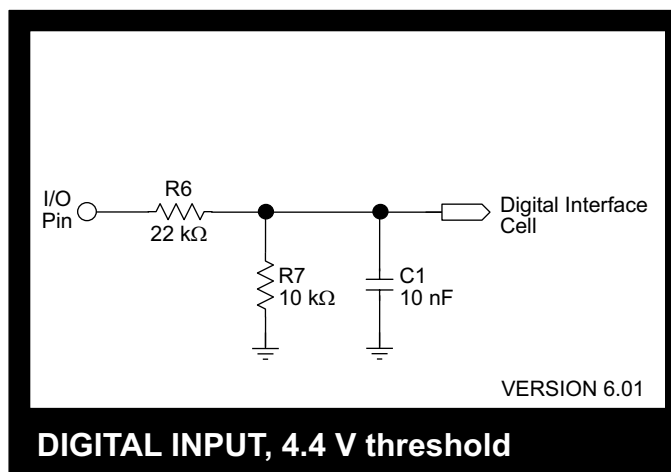 I/O
Pin
R6
22 kΩ
R7
10 kΩ
C1
10 nF
Digital Interface
Cell
VERSION 6.01
DIGITAL INPUT, 4.4 V threshold